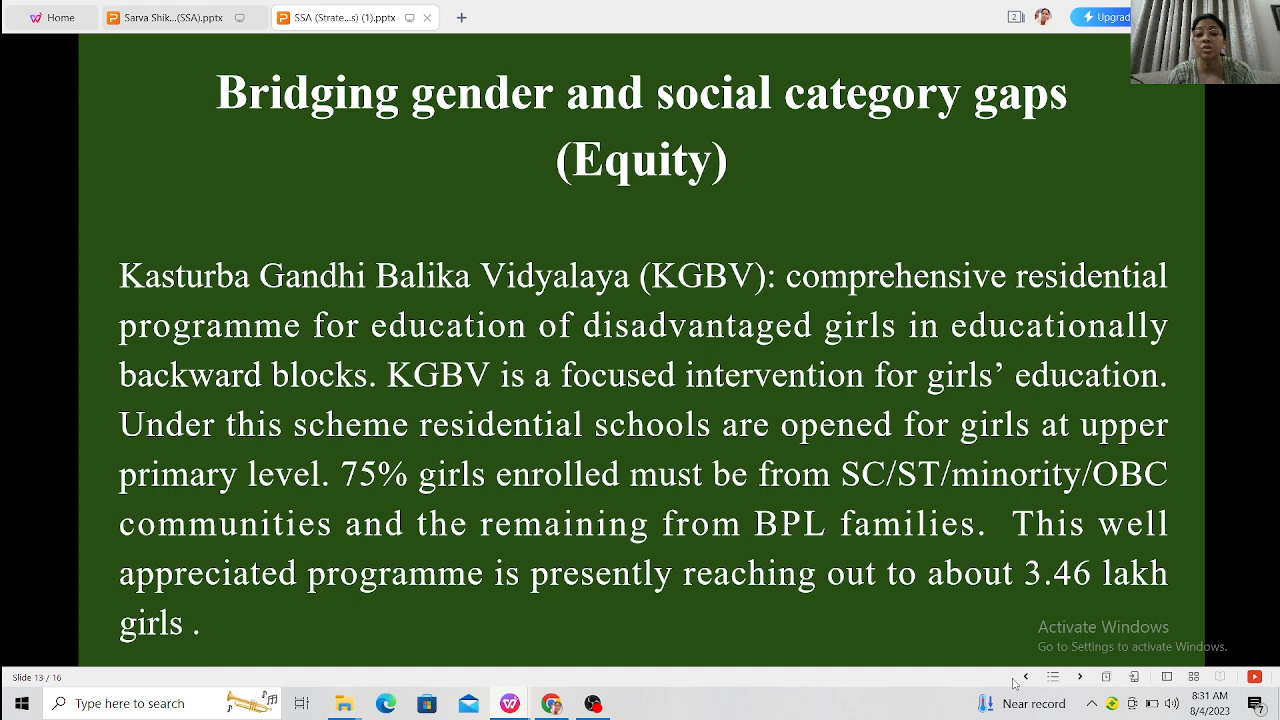 Home
Sarva Shik...(SSA).pptx
SSA (Strate...s) (1).pptx
2
Upgrad
Bridging gender and social category gaps
(Equity)
Kasturba Gandhi Balika Vidyalaya (KGBV): comprehensive residential
programme for education of disadvantaged girls in educationally
backward blocks. KGBV is a focused intervention for girls’ education.
Under this scheme residential schools are opened for girls at upper
primary level. 75% girls enrolled must be from SC/ST/minority/OBC
communities and the remaining from BPL families. This well
appreciated programme is presently reaching out to about 3.46 lakh
girls .
Activate Windows
Go to Settings to activate Windows.
Slide 13 / 16
Type here to search
Near record
8:31 AM
8/4/2023
7